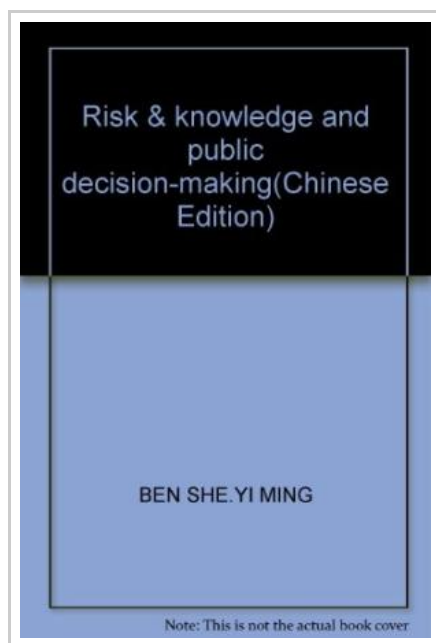 Risk & knowledge and
public
decision-making(Chinese
Edition)
BEN SHE.YI MING
Note: This is not the actual book cover